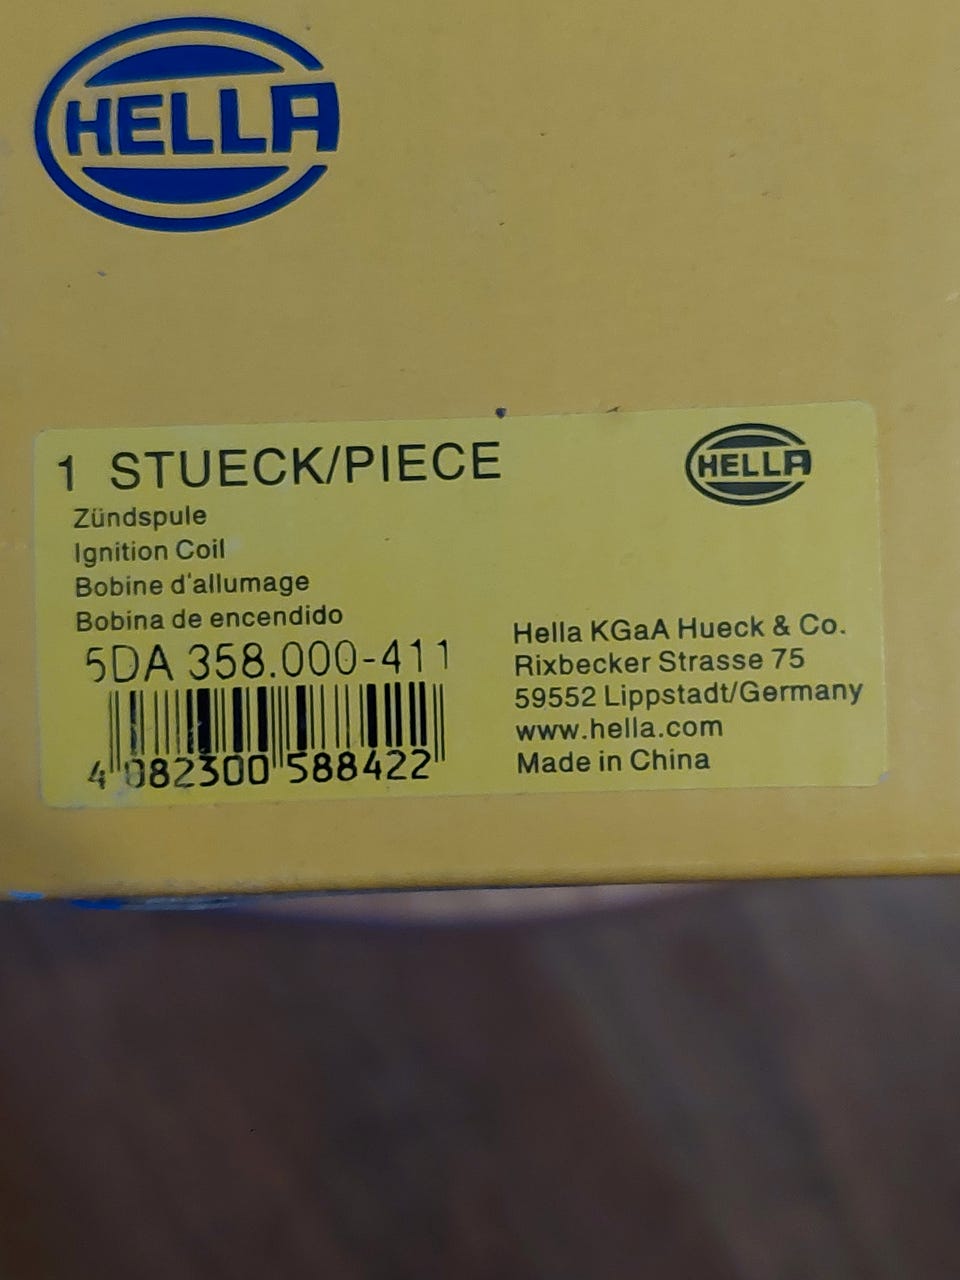 HELLA
1 STUECK/PIECE
HELLA
Zündspule
Ignition Coil
Bobine d'allumage
Bobina de encendido
5DA 358.000-411
4 082300 588422
Hella KGaA Hueck & Co.
Rixbecker Strasse 75
59552 Lippstadt/Germany
www.hella.com
Made in China